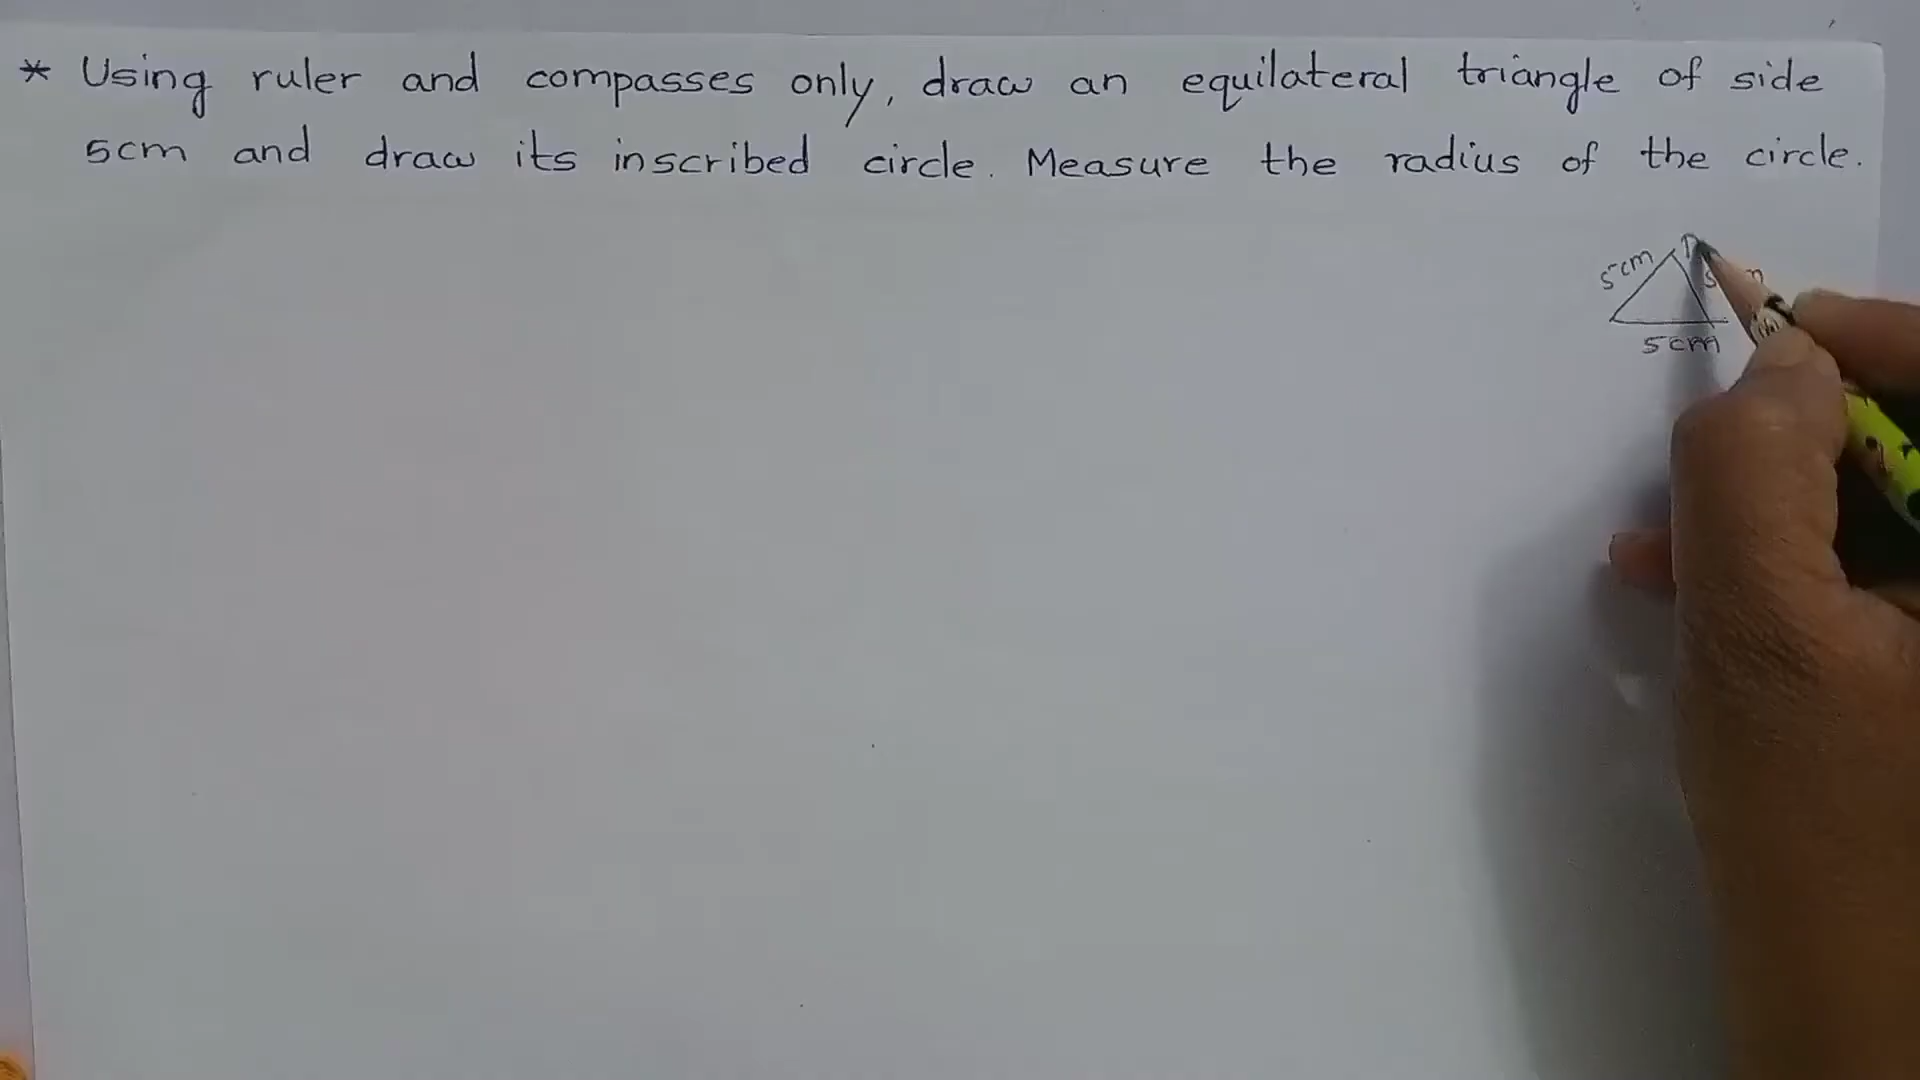 * Using ruler and compasses only, draw an equilateral triangle of side
5cm and draw its inscribed circle. Measure the radius of the circle.
5cm
5cm